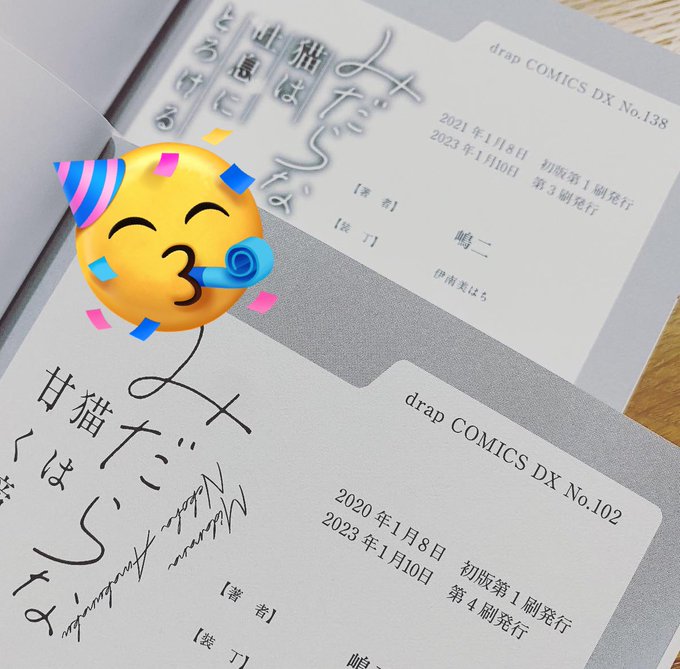 みだらな
猫は
吐息に
とろける
drap COMICS DX No.138
2021年1月8日 初版第1刷発行
2023年1月10日 第3刷発行
【著 者】
嶋二
【装 丁】
伊南美はち
みだらな
猫は
甘く
Midarana
Nekoha Amakunaku
drap COMICS DX No.102
2020年1月8日 初版第1刷発行
2023年1月10日 第4刷発行
【著 者】
嶋
【装 丁】